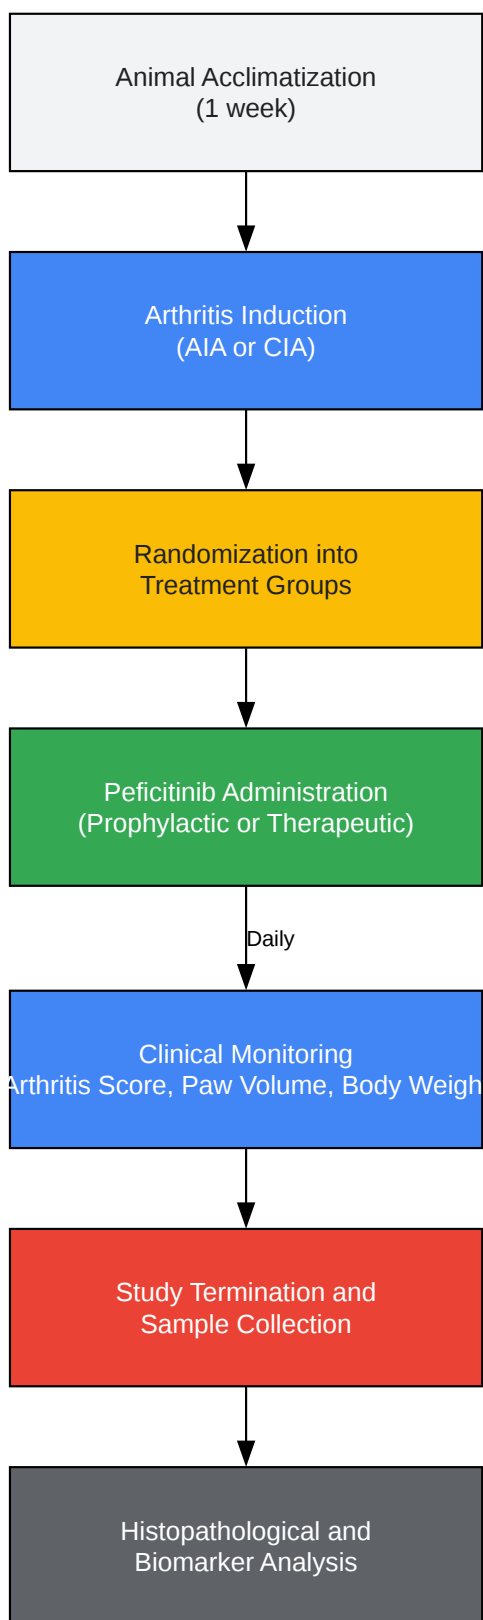 Animal Acclimatization
(1 week)
Arthritis Induction
(AIA or CIA)
Randomization into
Treatment Groups
Peficitinib Administration
(Prophylactic or Therapeutic)
Daily
Clinical Monitoring
Arthritis Score, Paw Volume, Body Weigh
Study Termination and
Sample Collection
Histopathological and
Biomarker Analysis